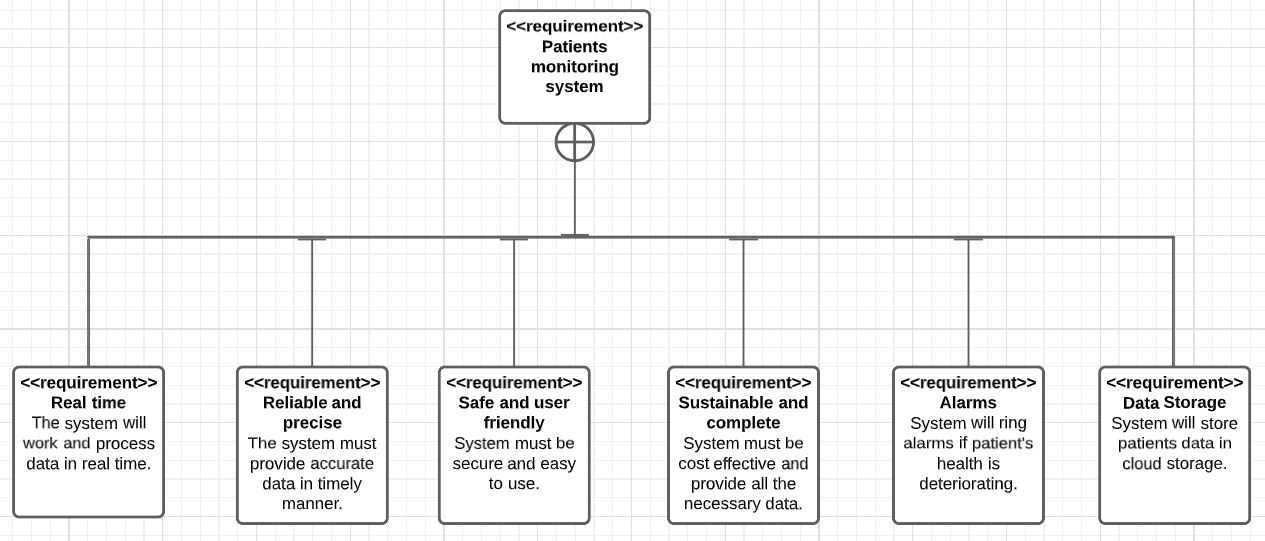 <<requirement>>
Patients
monitoring
system
<<requirement>>
Real time
The system will
work and process
data in real time.
<<requirement>>
Reliable and
precise
The system must
provide accurate
data in timely
manner.
<<requirement>>
Safe and user
friendly
System must be
secure and easy
to use.
<<requirement>>
Sustainable and
complete
System must be
cost effective and
provide all the
necessary data.
<<requirement>>
Alarms
System will ring
alarms if patient's
health is
deteriorating.
<<requirement>>
Data Storage
System will store
patients data in
cloud storage.